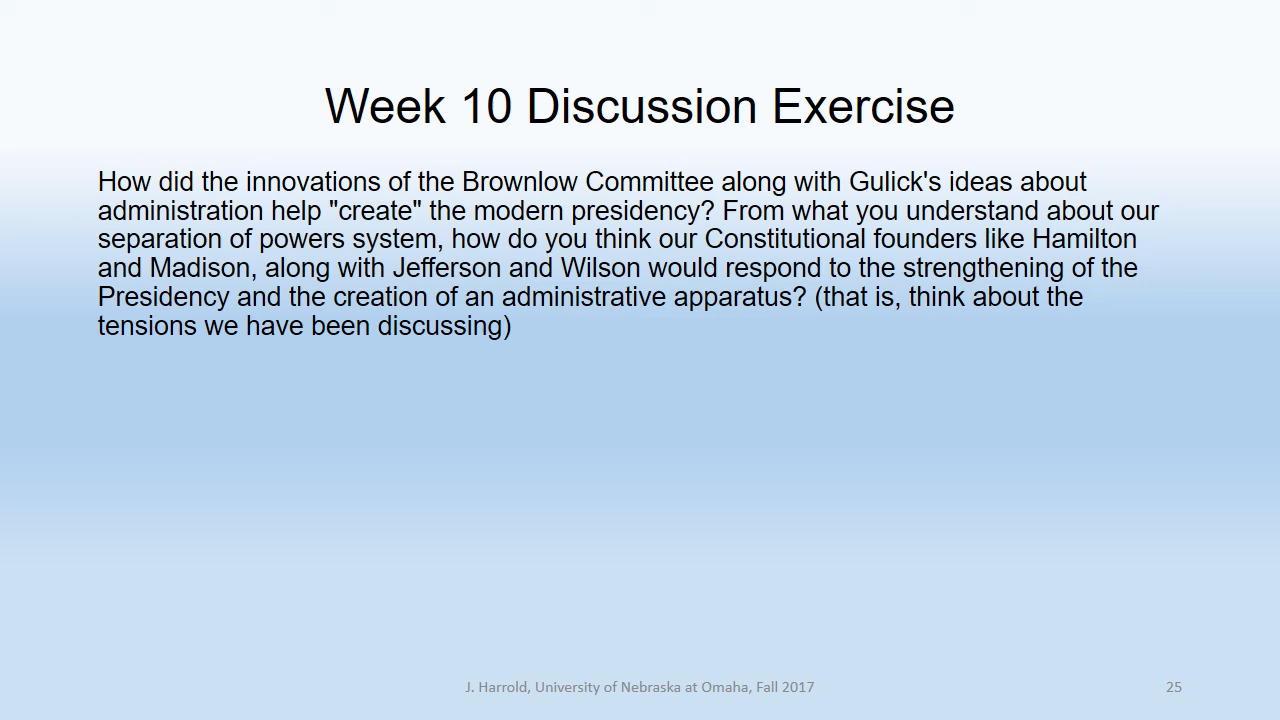 Week 10 Discussion Exercise
How did the innovations of the Brownlow Committee along with Gulick's ideas about
administration help "create" the modern presidency? From what you understand about our
separation of powers system, how do you think our Constitutional founders like Hamilton
and Madison, along with Jefferson and Wilson would respond to the strengthening of the
Presidency and the creation of an administrative apparatus? (that is, think about the
tensions we have been discussing)
J. Harrold, University of Nebraska at Omaha, Fall 2017
25